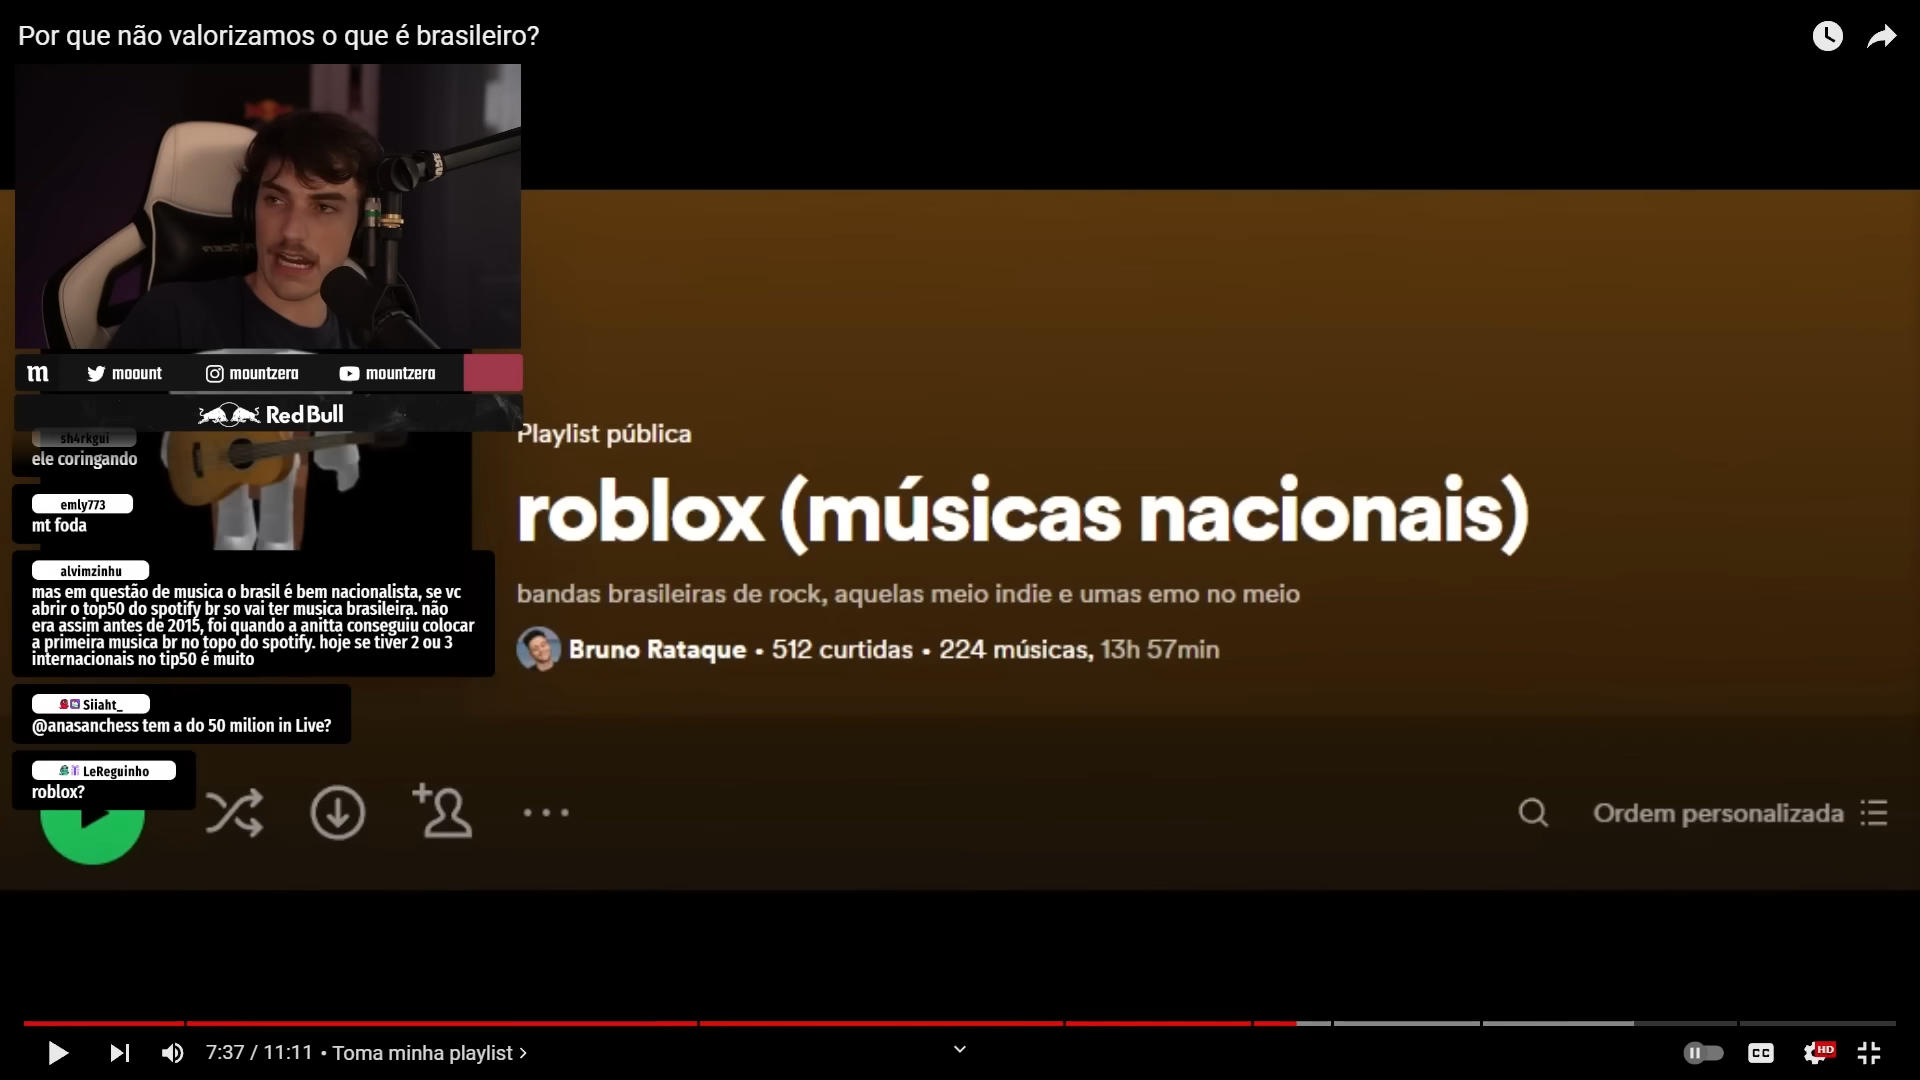 Por que não valorizamos o que é brasileiro?
m moount mountzera mountzera
Red Bull
sh4rkgui
ele coringando
emly773
mt foda
alvimzinhu
mas em questão de musica o brasil é bem nacionalista, se vc
abrir o top50 do spotify br so vai ter musica brasileira. não
era assim antes de 2015, foi quando a anitta conseguiu colocar
a primeira musica br no topo do spotify. hoje se tiver 2 ou 3
internacionais no tip50 é muito
Siiaht_
@anasanchess tem a do 50 milion in Live?
LeReguinho
roblox?
Playlist pública
roblox (músicas nacionais)
bandas brasileiras de rock, aquelas meio indie e umas emo no meio
Bruno Rataque • 512 curtidas • 224 músicas, 13h 57min
Ordem personalizada
7:37 / 11:11 • Toma minha playlist
CC
HD